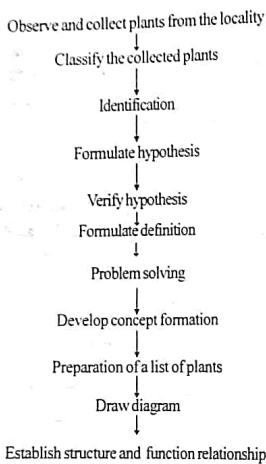 Observe and collect plants from the locality
Classify the collected plants
Identification
Formulate hypothesis
Verify hypothesis
Formulate definition
Problem solving
Develop concept formation
Preparation of a list of plants
Draw diagram
Establish structure and function relationship